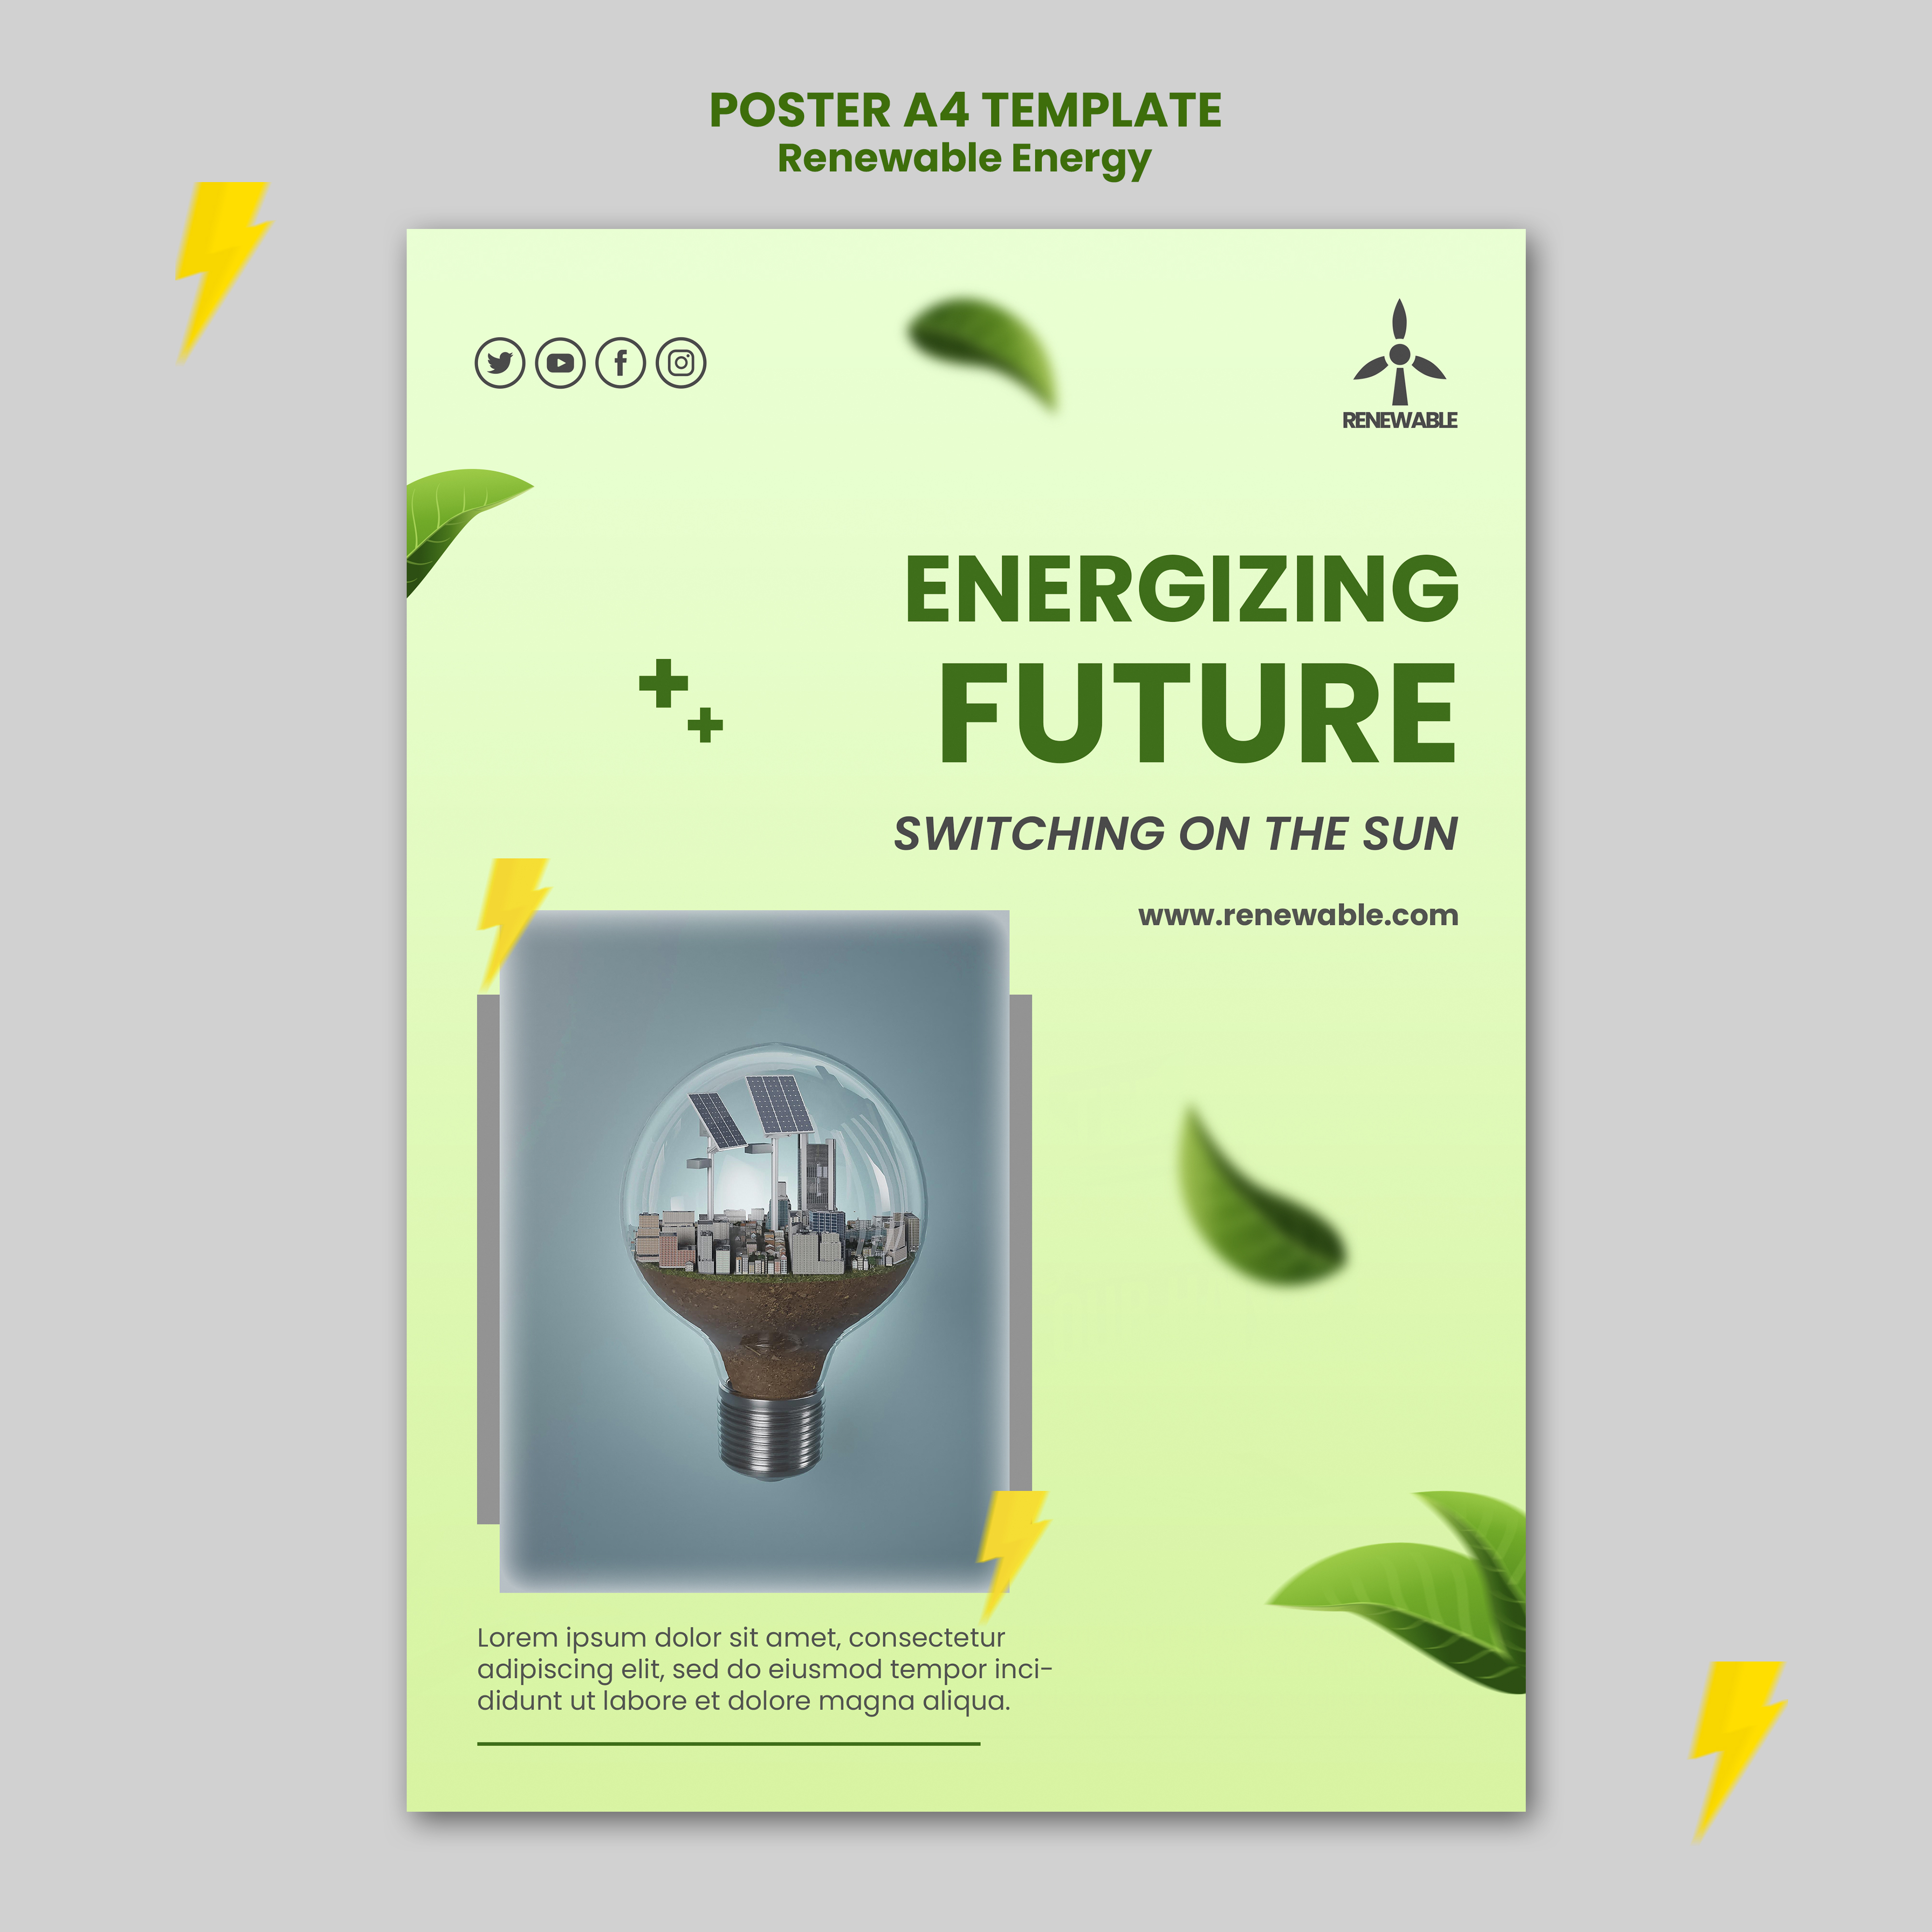 POSTER A4 TEMPLATE
Renewable Energy
RENEWABLE
ENERGIZING
FUTURE
SWITCHING ON THE SUN
www.renewable.com
Lorem ipsum dolor sit amet, consectetur
adipiscing elit, sed do eiusmod tempor inci-
didunt ut labore et dolore magna aliqua.